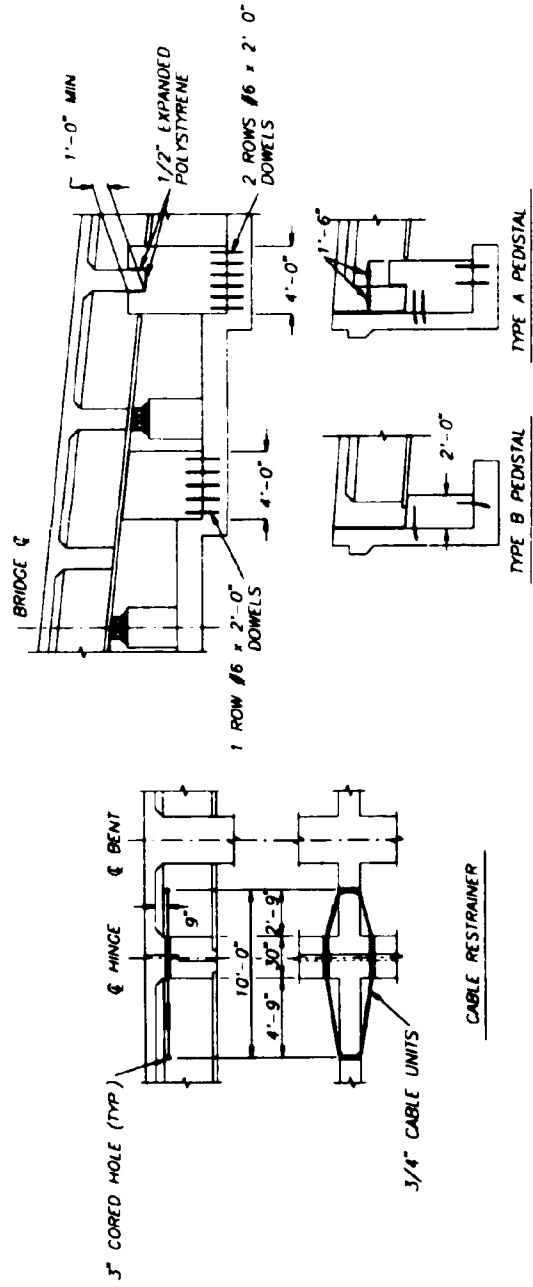 3" CORED HOLE (TYP)
℄ HINGE
℄ BENT
9"
10'-0"
4'-9"
30"
2'-9"
3/4" CABLE UNITS
CABLE RESTRAINER
BRIDGE ℄
1'-0" MIN
1/2" EXPANDED
POLYSTYRENE
2 ROWS #6 x 2' 0"
DOWELS
4'-0"
4'-0"
1 ROW #6 x 2'-0"
DOWELS
2'-0"
TYPE B PEDISTAL
1'-6"
TYPE A PEDISTAL